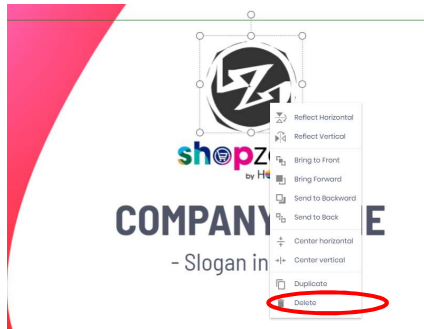 Reflect Horizontal
Reflect Vertical
shopz
by H
Bring to Front
Bring Forward
Send to Backward
Send to Back
COMPANY E
Center horizontal
- Slogan in
Center vertical
Duplicate
Delete